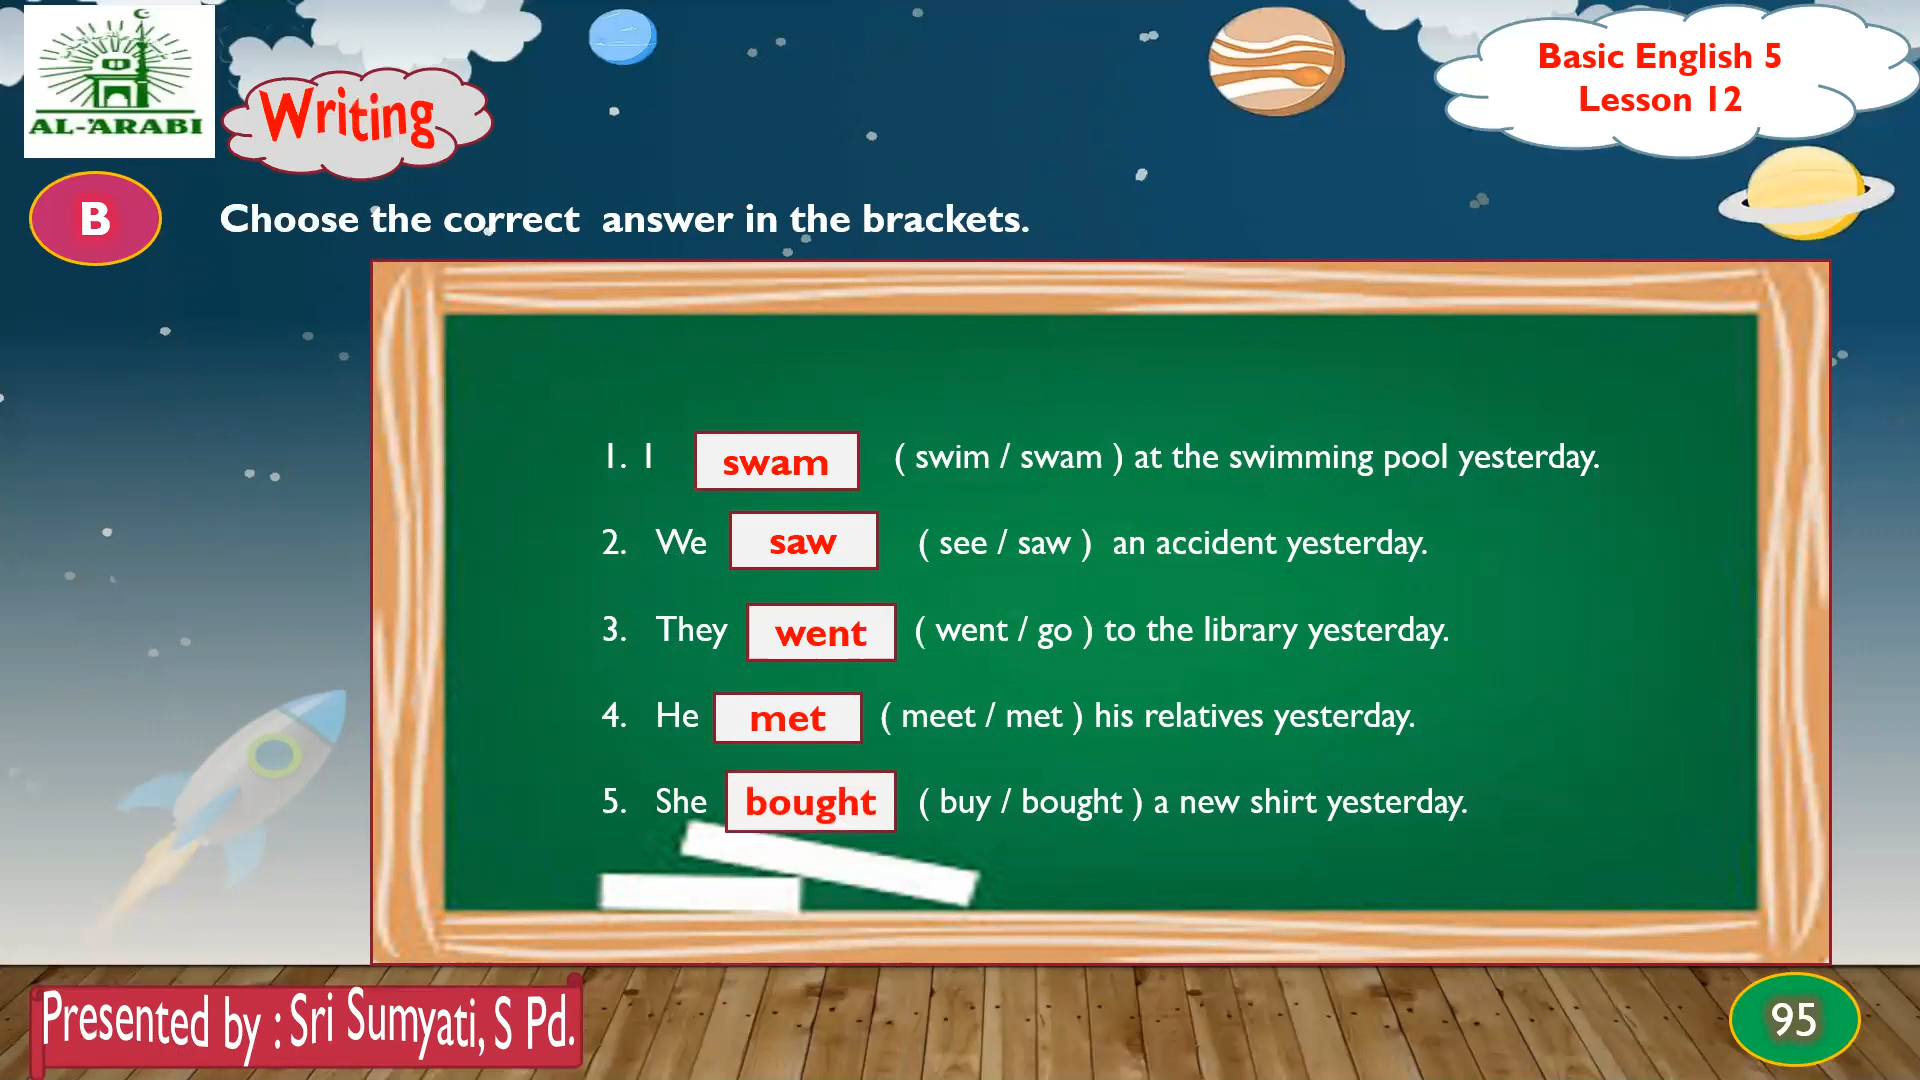 AL-'ARABI
Writing
Basic English 5
Lesson 12
B
Choose the correct answer in the brackets.
1. I swam ( swim / swam ) at the swimming pool yesterday.
2. We saw ( see / saw ) an accident yesterday.
3. They went ( went / go ) to the library yesterday.
4. He met ( meet / met ) his relatives yesterday.
5. She bought ( buy / bought ) a new shirt yesterday.
Presented by : Sri Sumyati, S Pd.
95